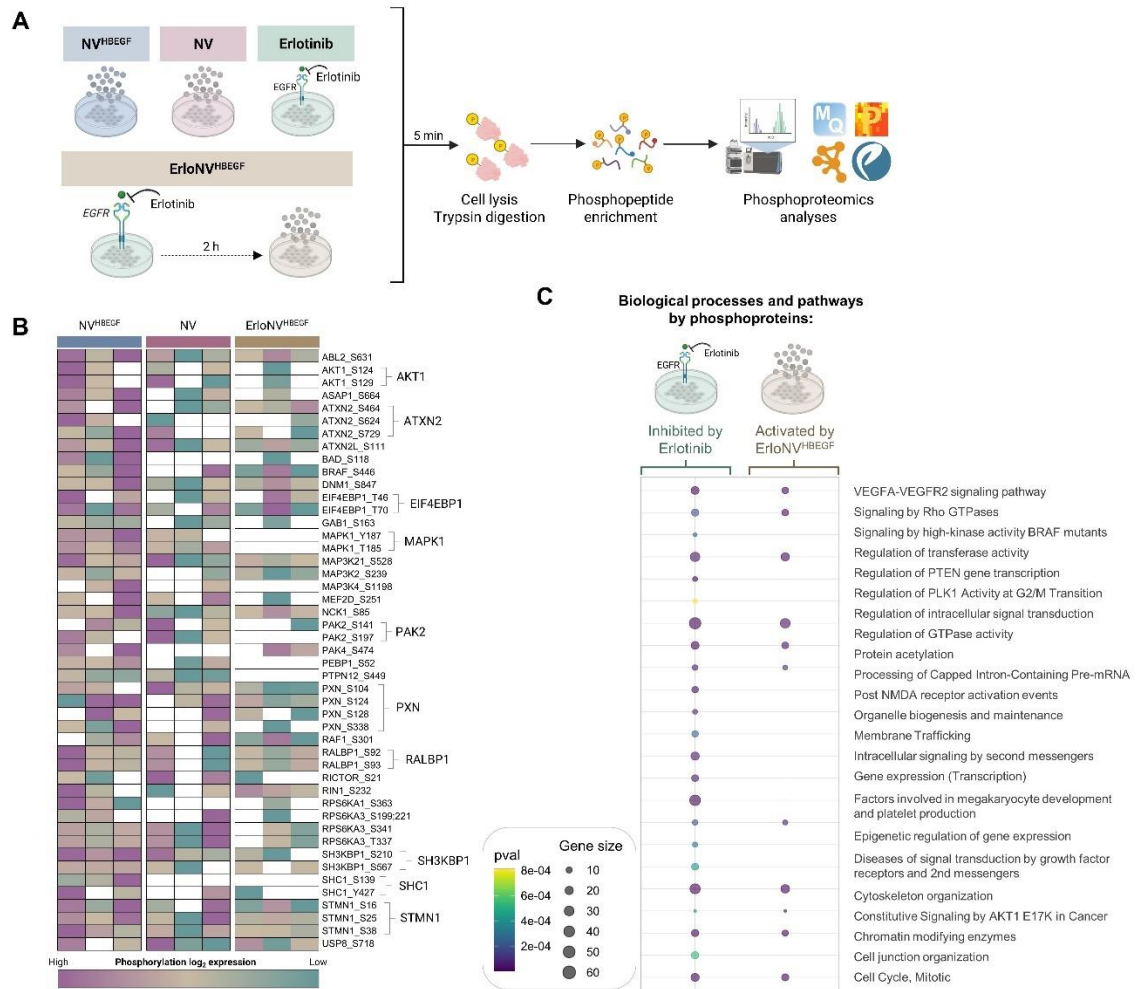 A
NV^HBEGF
NV
Erlotinib
Erlotinib
EGFR
ErloNV^HBEGF
Erlotinib
EGFR
2 h
5 min
P
P
P
P
Cell lysis
Trypsin digestion
P
P
P
P
P
P
Phosphopeptide
enrichment
M
Q
P
Phosphoproteomics
analyses
B
NV^HBEGF
NV
ErloNV^HBEGF
ABL2_S631
AKT1_S124
AKT1_S129
AKT1
ASAP1_S664
ATXN2_S464
ATXN2_S624
ATXN2_S729
ATXN2
ATXN2L_S111
BAD_S118
BRAF_S446
DNM1_S847
EIF4EBP1_T46
EIF4EBP1_T70
EIF4EBP1
GAB1_S163
MAPK1_Y187
MAPK1_T185
MAPK1
MAP3K21_S528
MAP3K2_S239
MAP3K4_S1198
MEF2D_S251
NCK1_S85
PAK2_S141
PAK2_S197
PAK2
PAK4_S474
PEBP1_S52
PTPN12_S449
PXN_S104
PXN_S124
PXN_S128
PXN_S338
PXN
RAF1_S301
RALBP1_S92
RALBP1_S93
RALBP1
RICTOR_S21
RIN1_S232
RPS6KA1_S363
RPS6KA3_S199;221
RPS6KA3_S341
RPS6KA3_T337
SH3KBP1_S210
SH3KBP1_S567
SH3KBP1
SHC1_S139
SHC1_Y427
SHC1
STMN1_S16
STMN1_S25
STMN1_S38
STMN1
USP8_S718
High
Phosphorylation log2 expression
Low
C
Biological processes and pathways
by phosphoproteins:
Erlotinib
EGFR
Inhibited by
Erlotinib
Activated by
ErloNV^HBEGF
VEGFA-VEGFR2 signaling pathway
Signaling by Rho GTPases
Signaling by high-kinase activity BRAF mutants
Regulation of transferase activity
Regulation of PTEN gene transcription
Regulation of PLK1 Activity at G2/M Transition
Regulation of intracellular signal transduction
Regulation of GTPase activity
Protein acetylation
Processing of Capped Intron-Containing Pre-mRNA
Post NMDA receptor activation events
Organelle biogenesis and maintenance
Membrane Trafficking
Intracellular signaling by second messengers
Gene expression (Transcription)
Factors involved in megakaryocyte development
and platelet production
Epigenetic regulation of gene expression
Diseases of signal transduction by growth factor
receptors and 2nd messengers
Cytoskeleton organization
Constitutive Signaling by AKT1 E17K in Cancer
Chromatin modifying enzymes
Cell junction organization
Cell Cycle, Mitotic
pval
8e-04
6e-04
4e-04
2e-04
Gene size
10
20
30
40
50
60